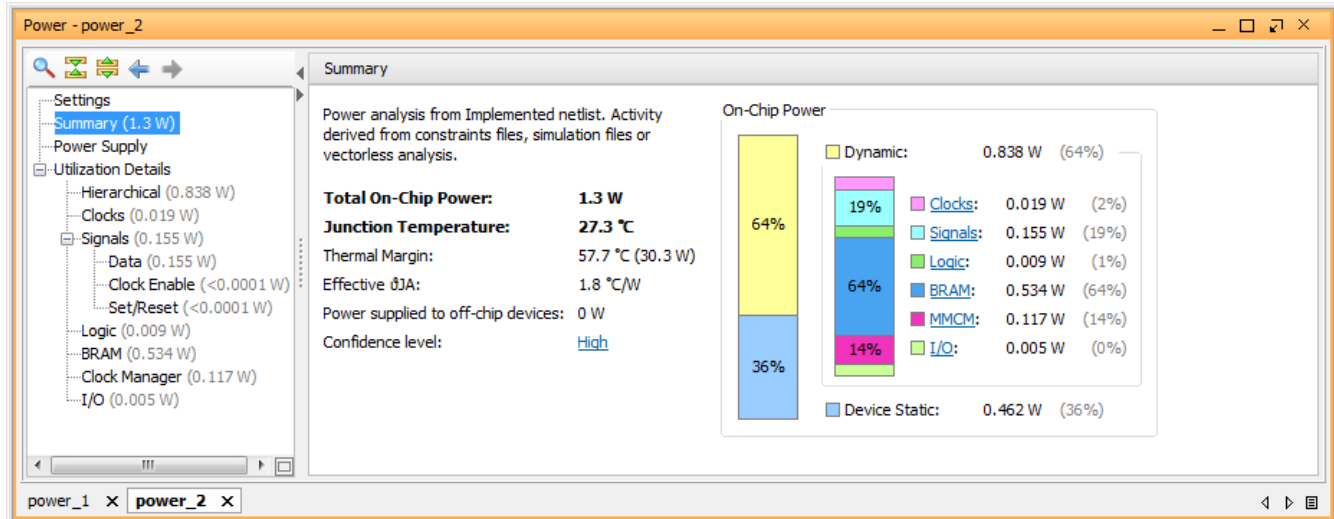 Power - power_2
Summary
Settings
Summary (1.3 W)
Power Supply
Utilization Details
Hierarchical (0.838 W)
Clocks (0.019 W)
Signals (0.155 W)
Data (0.155 W)
Clock Enable (<0.0001 W)
Set/Reset (<0.0001 W)
Logic (0.009 W)
BRAM (0.534 W)
Clock Manager (0.117 W)
I/O (0.005 W)
Power analysis from Implemented netlist. Activity
derived from constraints files, simulation files or
vectorless analysis.
Total On-Chip Power: 1.3 W
Junction Temperature: 27.3 °C
Thermal Margin: 57.7 °C (30.3 W)
Effective ϑJA: 1.8 °C/W
Power supplied to off-chip devices: 0 W
Confidence level: High
On-Chip Power
64%
36%
Dynamic: 0.838 W (64%)
19%
64%
14%
Clocks: 0.019 W (2%)
Signals: 0.155 W (19%)
Logic: 0.009 W (1%)
BRAM: 0.534 W (64%)
MMCM: 0.117 W (14%)
I/O: 0.005 W (0%)
Device Static: 0.462 W (36%)
power_1 power_2